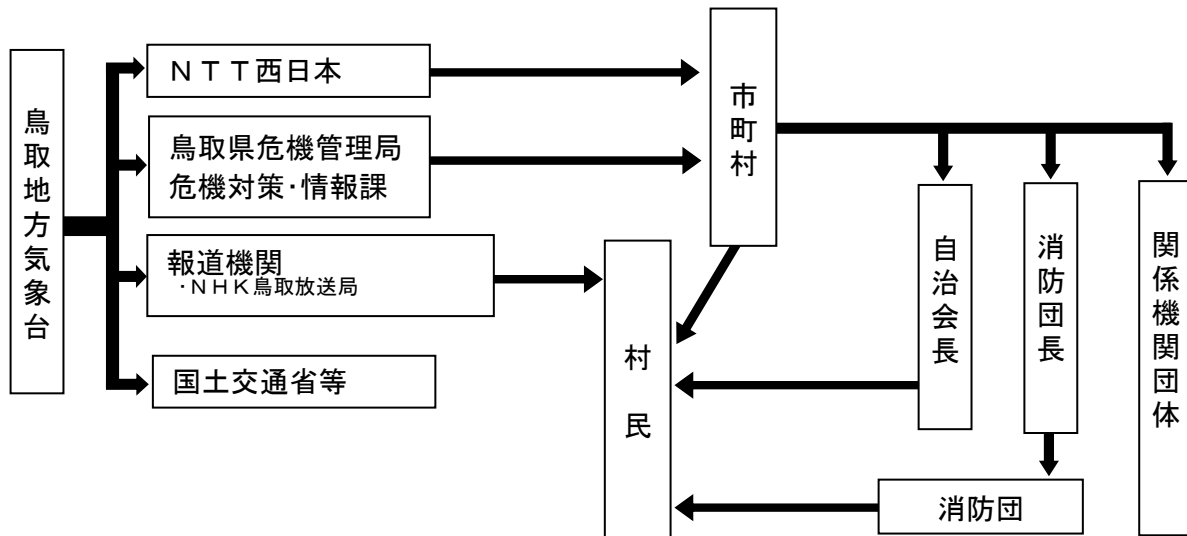 鳥取地方気象台
ＮＴＴ西日本
鳥取県危機管理局
危機対策・情報課
報道機関
・ＮＨＫ鳥取放送局
国土交通省等
市町村
村民
自治会長
消防団長
関係機関団体
消防団